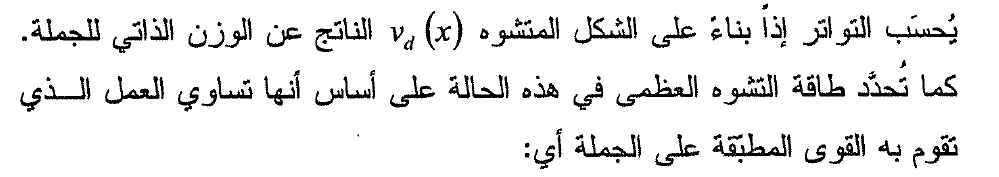 يُحسَب التواتر إذاً بناءً على الشكل المتشوه v_d (x) الناتج عن الوزن الذاتي للجملة.
كما تُحدَّد طاقة التشوه العظمى في هذه الحالة على أساس أنها تساوي العمل الـذي
تقوم به القوى المطبّقة على الجملة أي: